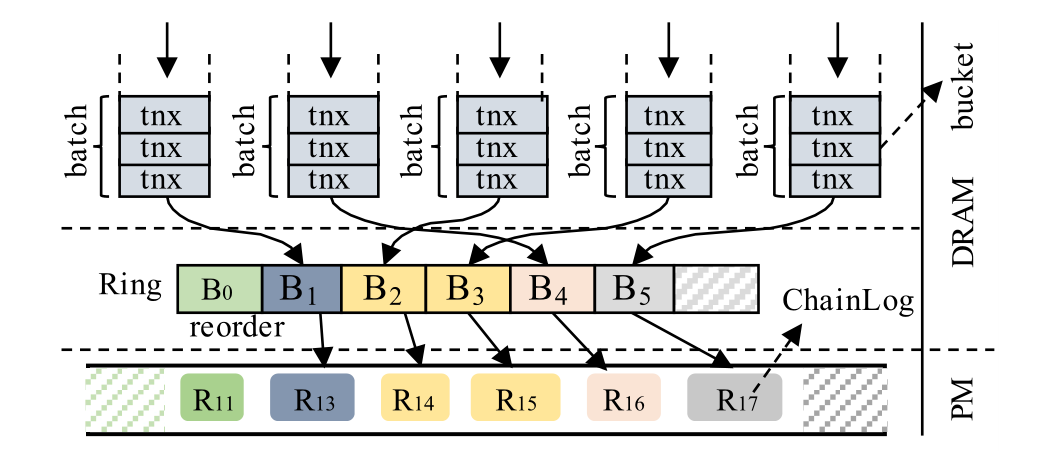 batch tnx tnx tnx
batch tnx tnx tnx
batch tnx tnx tnx
batch tnx tnx tnx
batch tnx tnx tnx
bucket
DRAM
Ring B0 B1 B2 B3 B4 B5
reorder
ChainLog
R11 R13 R14 R15 R16 R17
PM